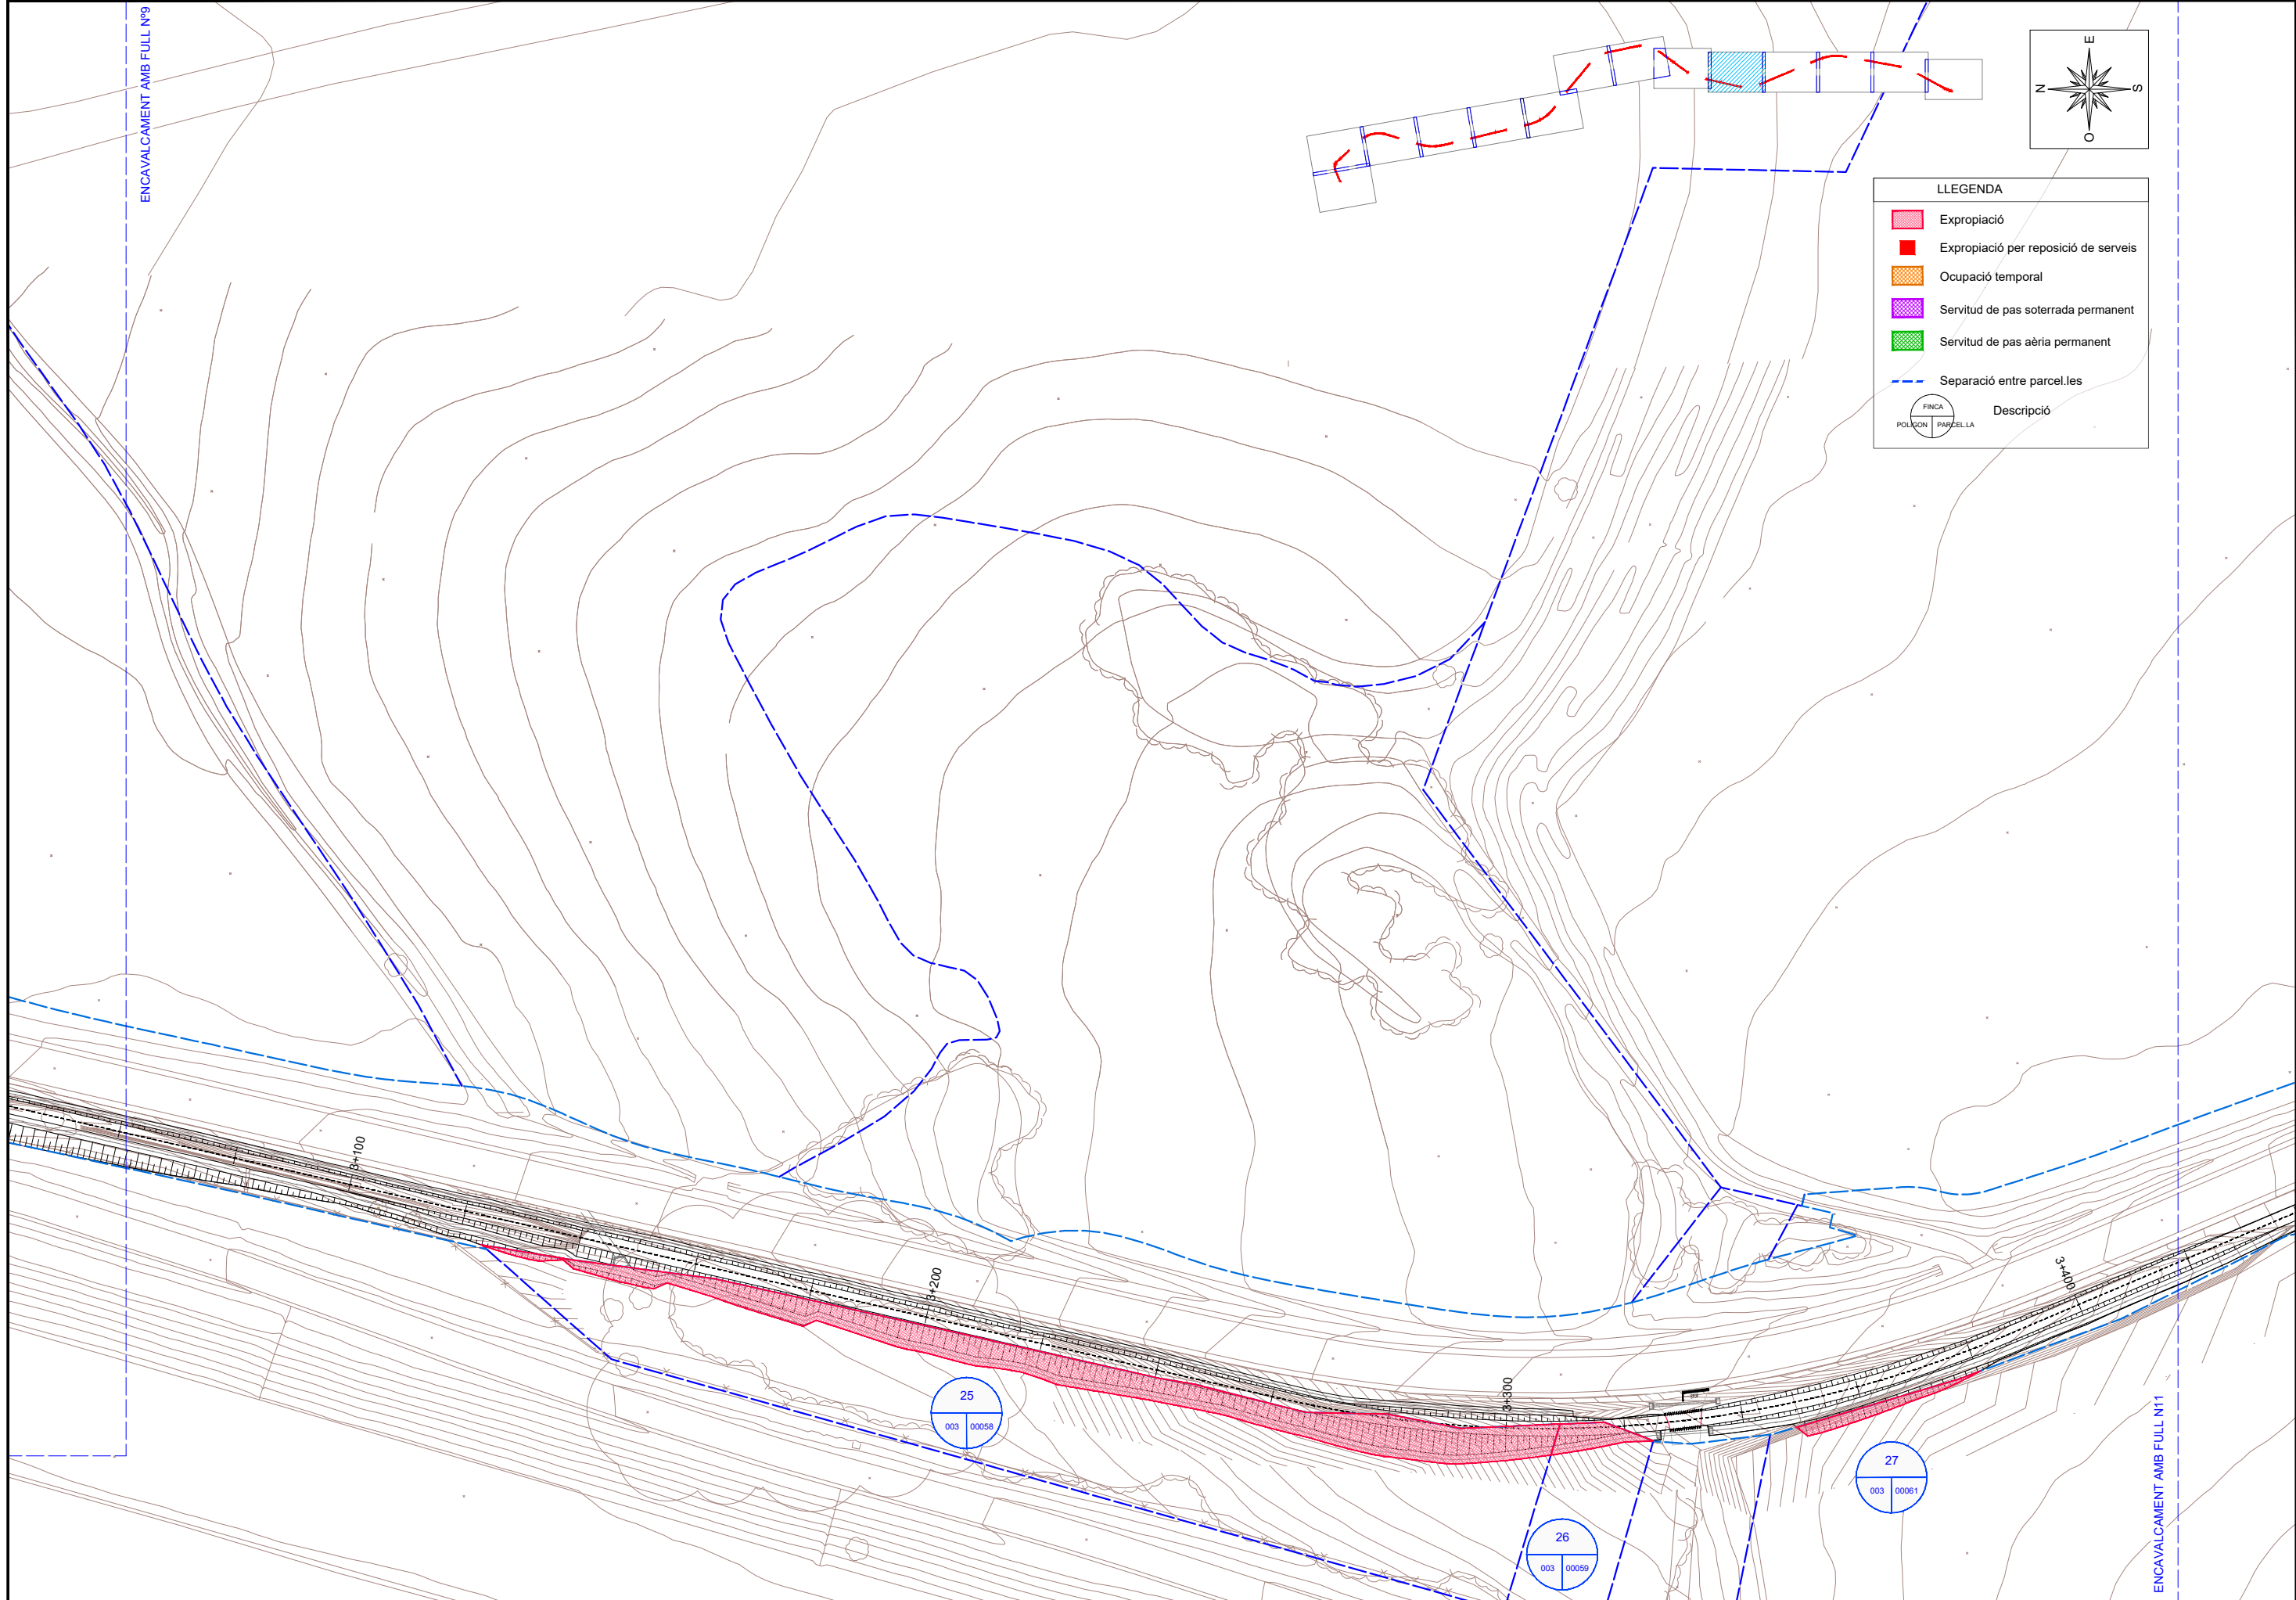 ENCAVALCAMENT AMB FULL Nº9
E
N
S
O
LLEGENDA
Expropiació
Expropiació per reposició de serveis
Ocupació temporal
Servitud de pas soterrada permanent
Servitud de pas aèria permanent
Separació entre parcel.les
FINCA
POLIGON
PARCEL.LA
Descripció
3+100
3+200
3+300
3+400
25
003
00058
26
003
00059
27
003
00061
ENCAVALCAMENT AMB FULL N11